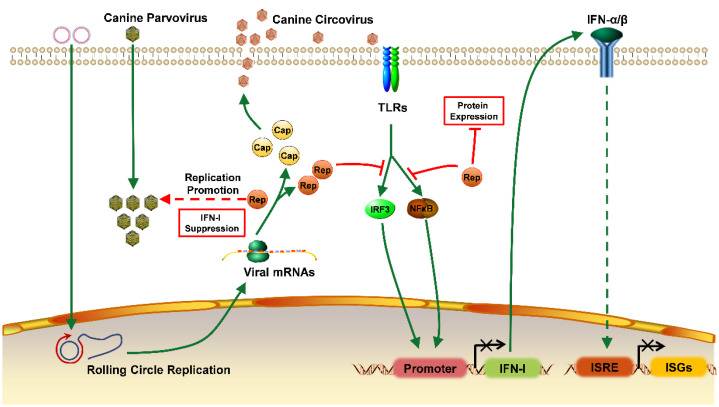 Canine Parvovirus
Canine Circovirus
IFN-α/β
TLRs
Protein
Expression
Cap
Cap
Cap
Rep
Rep
Rep
Rep
Replication
Promotion
IFN-I
Suppression
IRF3
NFκB
Viral mRNAs
Rolling Circle Replication
Promoter
IFN-I
ISRE
ISGs